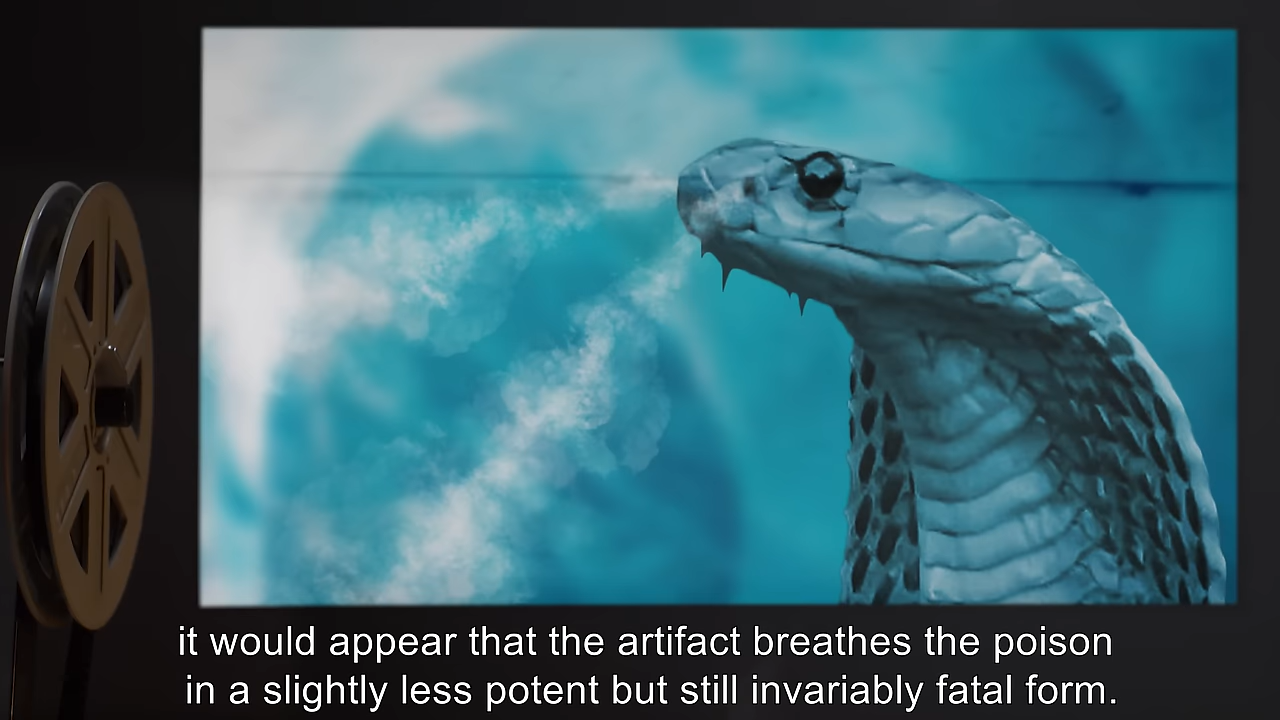 it would appear that the artifact breathes the poison
in a slightly less potent but still invariably fatal form.